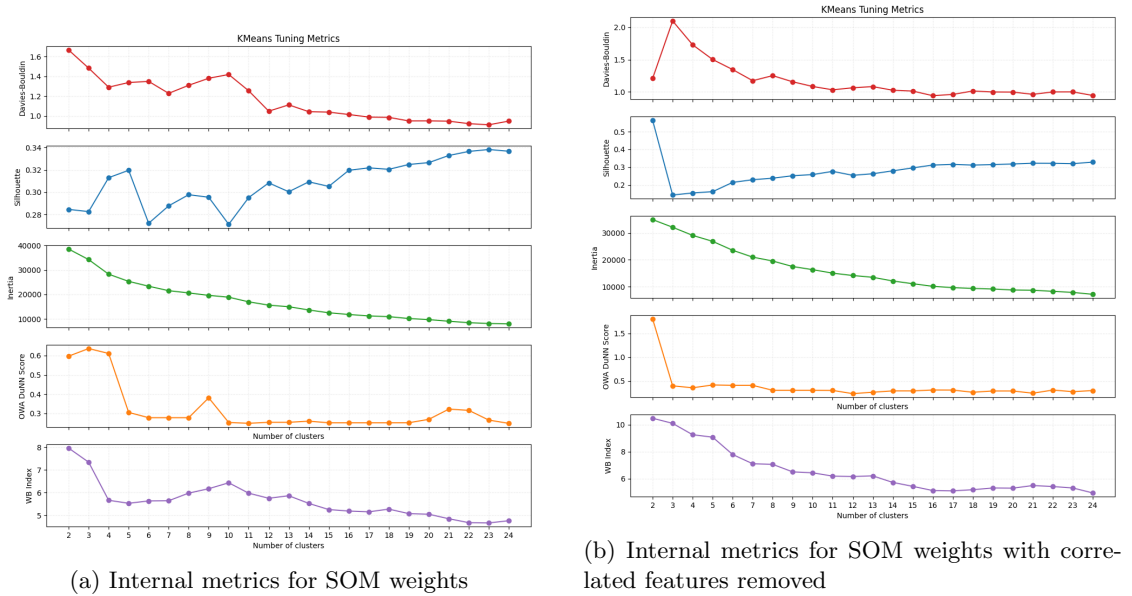 KMeans Tuning Metrics
Davies-Bouldin
1.6
1.4
1.2
1.0
Silhouette
0.34
0.32
0.30
0.28
Inertia
40000
30000
20000
10000
OWA DuNN Score
0.6
0.5
0.4
0.3
Number of clusters
WB Index
8
7
6
5
2 3 4 5 6 7 8 9 10 11 12 13 14 15 16 17 18 19 20 21 22 23 24
Number of clusters
(a) Internal metrics for SOM weights
KMeans Tuning Metrics
Davies-Bouldin
2.0
1.5
1.0
Silhouette
0.5
0.4
0.3
0.2
Inertia
30000
20000
10000
OWA DuNN Score
1.5
1.0
0.5
Number of clusters
WB Index
10
8
6
2 3 4 5 6 7 8 9 10 11 12 13 14 15 16 17 18 19 20 21 22 23 24
Number of clusters
(b) Internal metrics for SOM weights with corre-
lated features removed